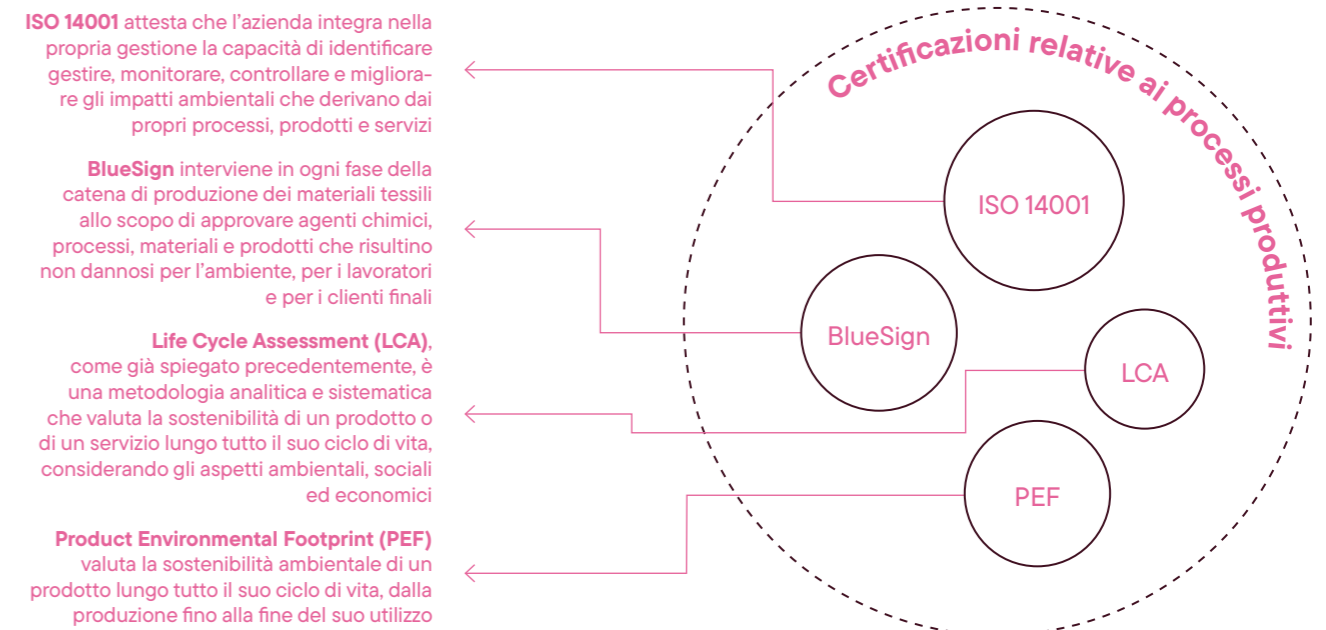 ISO 14001 attesta che l'azienda integra nella
propria gestione la capacità di identificare
gestire, monitorare, controllare e migliora-
re gli impatti ambientali che derivano dai
propri processi, prodotti e servizi
BlueSign interviene in ogni fase della
catena di produzione dei materiali tessili
allo scopo di approvare agenti chimici,
processi, materiali e prodotti che risultino
non dannosi per l'ambiente, per i lavoratori
e per i clienti finali
Life Cycle Assessment (LCA),
come già spiegato precedentemente, è
una metodologia analitica e sistematica
che valuta la sostenibilità di un prodotto o
di un servizio lungo tutto il suo ciclo di vita,
considerando gli aspetti ambientali, sociali
ed economici
Product Environmental Footprint (PEF)
valuta la sostenibilità ambientale di un
prodotto lungo tutto il suo ciclo di vita, dalla
produzione fino alla fine del suo utilizzo
Certificazioni relative ai processi produttivi
ISO 14001
BlueSign
LCA
PEF